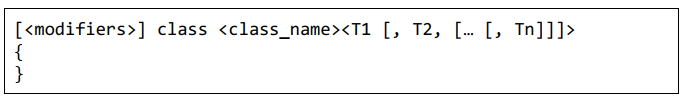 [<modifiers>] class <class_name><T1 [, T2, [… [, Tn]]]>
{
}